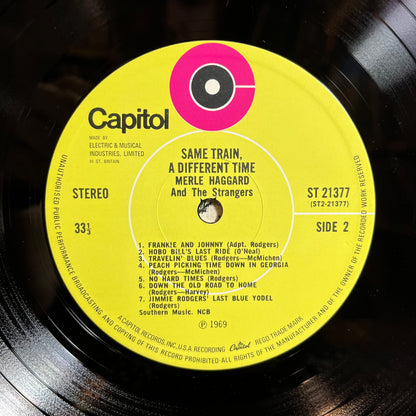 Capitol
MADE BY
ELECTRIC & MUSICAL
INDUSTRIES, LIMITED
IN GT. BRITAIN
SAME TRAIN,
A DIFFERENT TIME
MERLE HAGGARD
And The Strangers
STEREO
33⅓
ST 21377
(ST2-21377)
SIDE 2
1. FRANKIE AND JOHNNY (Adpt. Rodgers)
2. HOBO BILL'S LAST RIDE (O'Neal)
3. TRAVELIN' BLUES (Rodgers—McMichen)
4. PEACH PICKING TIME DOWN IN GEORGIA
(Rodgers—McMichen)
5. NO HARD TIMES (Rodgers)
6. DOWN THE OLD ROAD TO HOME
(Rodgers—Harvey)
7. JIMMIE RODGERS' LAST BLUE YODEL
(Rodgers)
Southern Music. NCB
Ⓟ 1969
UNAUTHORISED PUBLIC PERFORMANCE BROADCASTING AND COPYING OF THIS RECORD PROHIBITED·ALL RIGHTS OF THE MANUFACTURER AND OF THE OWNER OF THE RECORDED WORK RESERVED
A CAPITOL RECORDS, INC., U.S.A. RECORDING
Capitol
REG. TRADE MARK